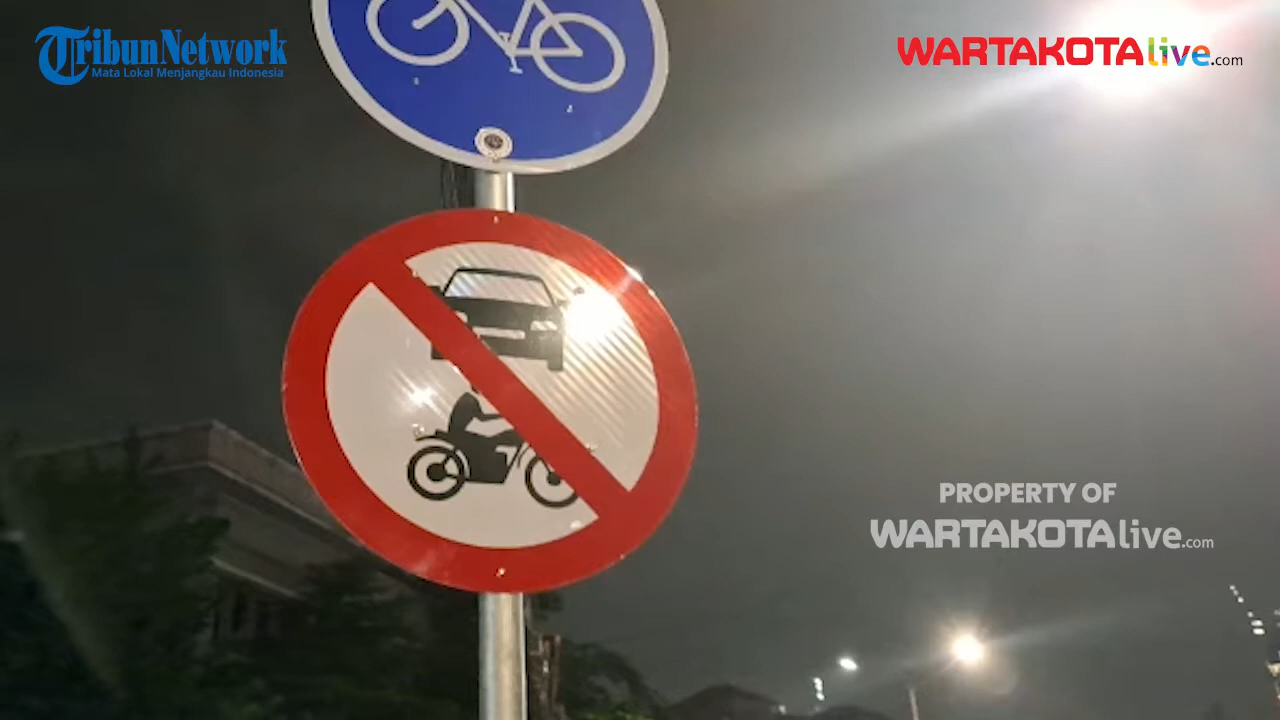 TribunNetwork
Mata Lokal Menjangkau Indonesia
WARTAKOTAlive.com
PROPERTY OF
WARTAKOTAlive.com